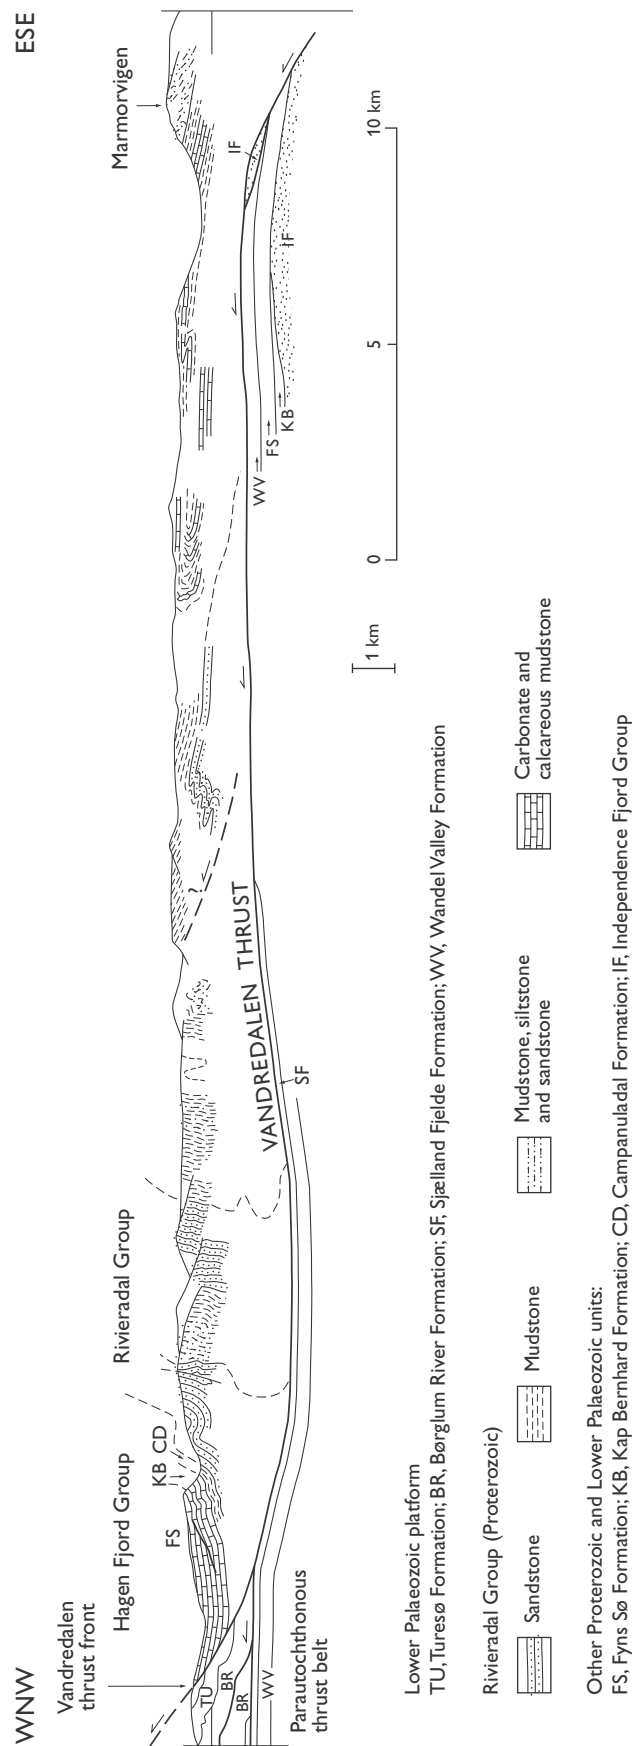 WNW
ESE
Vandredalen
thrust front
Hagen Fjord Group
Rivieradal Group
Marmorvigen
FS
KB
CD
TU
BR
BR
WV
Parautochthonous
thrust belt
VANDREDALEN THRUST
SF
?
WV
FS
KB
IF
IF
1 km
0
5
10 km
Lower Palaeozoic platform
TU, Turesø Formation; BR, Børglum River Formation; SF, Sjælland Fjelde Formation; WV, Wandel Valley Formation
Rivieradal Group (Proterozoic)
Sandstone
Mudstone
Mudstone, siltstone
and sandstone
Carbonate and
calcareous mudstone
Other Proterozoic and Lower Palaeozoic units:
FS, Fyns Sø Formation; KB, Kap Bernhard Formation; CD, Campanuladal Formation; IF, Independence Fjord Group